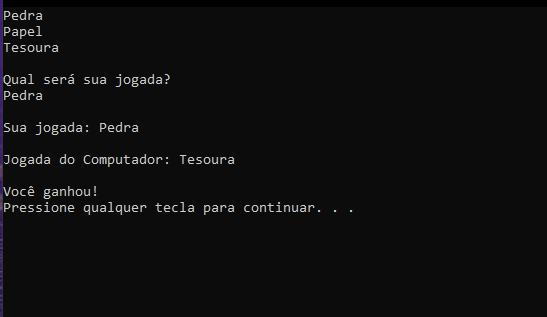 Pedra
Papel
Tesoura
Qual será sua jogada?
Pedra
Sua jogada: Pedra
Jogada do Computador: Tesoura
Você ganhou!
Pressione qualquer tecla para continuar. . .